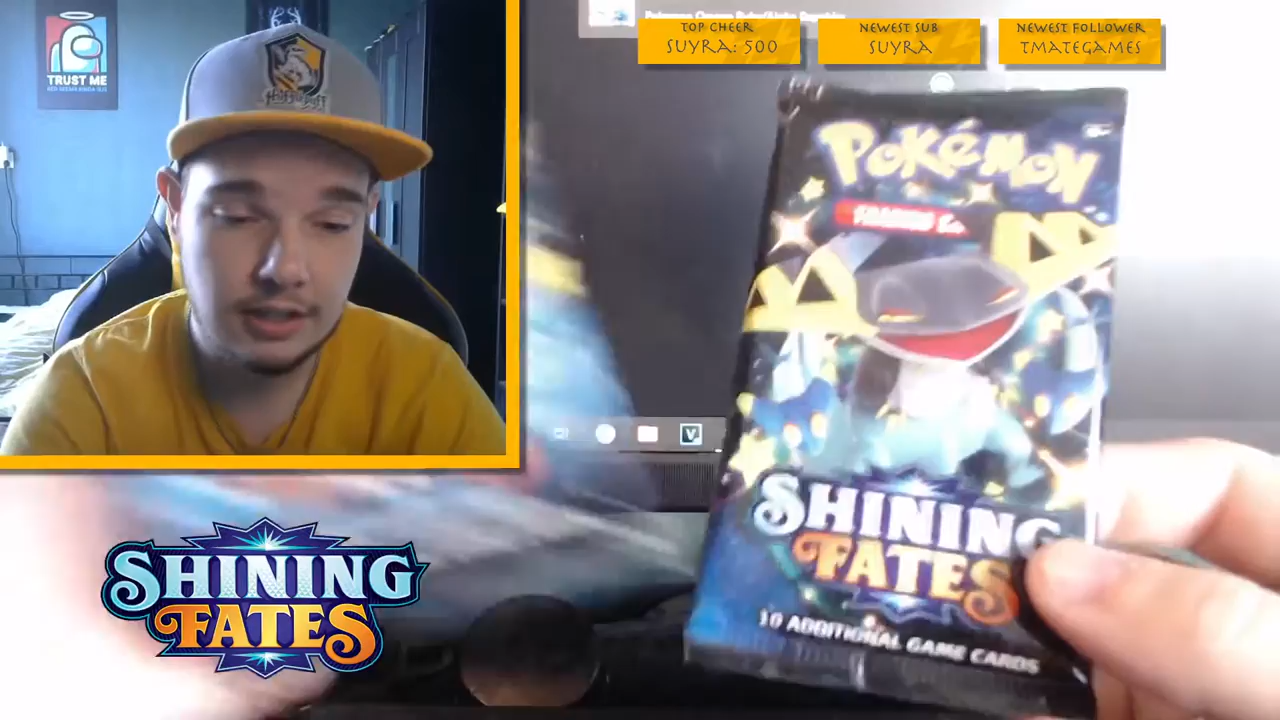 TRUST ME
TOP CHEER
SUYRA: 500
NEWEST SUB
SUYRA
NEWEST FOLLOWER
TMATEGAMES
Hufflepuff
POKÉMON
SHINING
FATES
10 ADDITIONAL GAME CARDS
SHINING
FATES
V